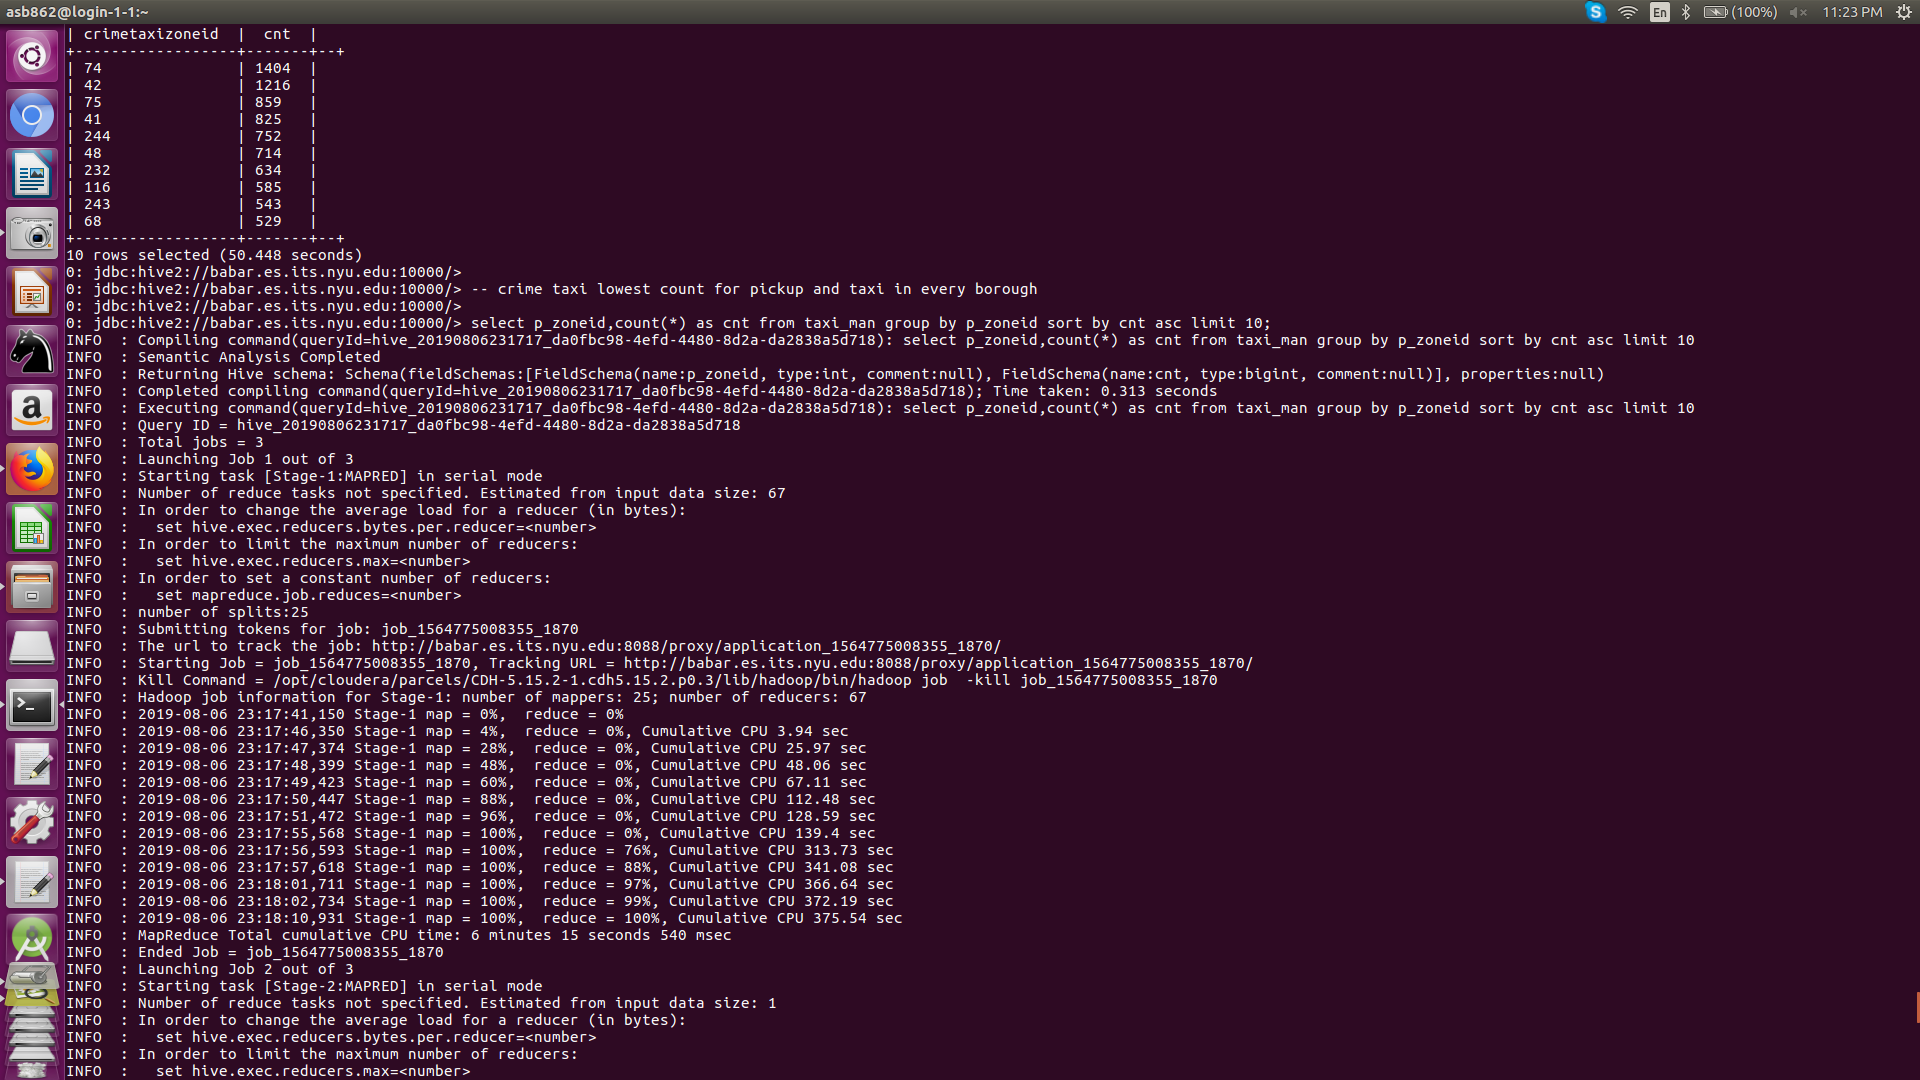 asb862@login-1-1:~
En
(100%)
11:23 PM
| crimetaxizoneid  |  cnt  |
+------------------+-------+--+
| 74               | 1404  |
| 42               | 1216  |
| 75               | 859   |
| 41               | 825   |
| 244              | 752   |
| 48               | 714   |
| 232              | 634   |
| 116              | 585   |
| 243              | 543   |
| 68               | 529   |
+------------------+-------+--+
10 rows selected (50.448 seconds)
0: jdbc:hive2://babar.es.its.nyu.edu:10000/>
0: jdbc:hive2://babar.es.its.nyu.edu:10000/> -- crime taxi lowest count for pickup and taxi in every borough
0: jdbc:hive2://babar.es.its.nyu.edu:10000/>
0: jdbc:hive2://babar.es.its.nyu.edu:10000/> select p_zoneid,count(*) as cnt from taxi_man group by p_zoneid sort by cnt asc limit 10;
INFO  : Compiling command(queryId=hive_20190806231717_da0fbc98-4efd-4480-8d2a-da2838a5d718): select p_zoneid,count(*) as cnt from taxi_man group by p_zoneid sort by cnt asc limit 10
INFO  : Semantic Analysis Completed
INFO  : Returning Hive schema: Schema(fieldSchemas:[FieldSchema(name:p_zoneid, type:int, comment:null), FieldSchema(name:cnt, type:bigint, comment:null)], properties:null)
INFO  : Completed compiling command(queryId=hive_20190806231717_da0fbc98-4efd-4480-8d2a-da2838a5d718); Time taken: 0.313 seconds
INFO  : Executing command(queryId=hive_20190806231717_da0fbc98-4efd-4480-8d2a-da2838a5d718): select p_zoneid,count(*) as cnt from taxi_man group by p_zoneid sort by cnt asc limit 10
INFO  : Query ID = hive_20190806231717_da0fbc98-4efd-4480-8d2a-da2838a5d718
INFO  : Total jobs = 3
INFO  : Launching Job 1 out of 3
INFO  : Starting task [Stage-1:MAPRED] in serial mode
INFO  : Number of reduce tasks not specified. Estimated from input data size: 67
INFO  : In order to change the average load for a reducer (in bytes):
INFO  :   set hive.exec.reducers.bytes.per.reducer=<number>
INFO  : In order to limit the maximum number of reducers:
INFO  :   set hive.exec.reducers.max=<number>
INFO  : In order to set a constant number of reducers:
INFO  :   set mapreduce.job.reduces=<number>
INFO  : number of splits:25
INFO  : Submitting tokens for job: job_1564775008355_1870
INFO  : The url to track the job: http://babar.es.its.nyu.edu:8088/proxy/application_1564775008355_1870/
INFO  : Starting Job = job_1564775008355_1870, Tracking URL = http://babar.es.its.nyu.edu:8088/proxy/application_1564775008355_1870/
INFO  : Kill Command = /opt/cloudera/parcels/CDH-5.15.2-1.cdh5.15.2.p0.3/lib/hadoop/bin/hadoop job  -kill job_1564775008355_1870
INFO  : Hadoop job information for Stage-1: number of mappers: 25; number of reducers: 67
INFO  : 2019-08-06 23:17:41,150 Stage-1 map = 0%,  reduce = 0%
INFO  : 2019-08-06 23:17:46,350 Stage-1 map = 4%,  reduce = 0%, Cumulative CPU 3.94 sec
INFO  : 2019-08-06 23:17:47,374 Stage-1 map = 28%,  reduce = 0%, Cumulative CPU 25.97 sec
INFO  : 2019-08-06 23:17:48,399 Stage-1 map = 48%,  reduce = 0%, Cumulative CPU 48.06 sec
INFO  : 2019-08-06 23:17:49,423 Stage-1 map = 60%,  reduce = 0%, Cumulative CPU 67.11 sec
INFO  : 2019-08-06 23:17:50,447 Stage-1 map = 88%,  reduce = 0%, Cumulative CPU 112.48 sec
INFO  : 2019-08-06 23:17:51,472 Stage-1 map = 96%,  reduce = 0%, Cumulative CPU 128.59 sec
INFO  : 2019-08-06 23:17:55,568 Stage-1 map = 100%,  reduce = 0%, Cumulative CPU 139.4 sec
INFO  : 2019-08-06 23:17:56,593 Stage-1 map = 100%,  reduce = 76%, Cumulative CPU 313.73 sec
INFO  : 2019-08-06 23:17:57,618 Stage-1 map = 100%,  reduce = 88%, Cumulative CPU 341.08 sec
INFO  : 2019-08-06 23:18:01,711 Stage-1 map = 100%,  reduce = 97%, Cumulative CPU 366.64 sec
INFO  : 2019-08-06 23:18:02,734 Stage-1 map = 100%,  reduce = 99%, Cumulative CPU 372.19 sec
INFO  : 2019-08-06 23:18:10,931 Stage-1 map = 100%,  reduce = 100%, Cumulative CPU 375.54 sec
INFO  : MapReduce Total cumulative CPU time: 6 minutes 15 seconds 540 msec
INFO  : Ended Job = job_1564775008355_1870
INFO  : Launching Job 2 out of 3
INFO  : Starting task [Stage-2:MAPRED] in serial mode
INFO  : Number of reduce tasks not specified. Estimated from input data size: 1
INFO  : In order to change the average load for a reducer (in bytes):
INFO  :   set hive.exec.reducers.bytes.per.reducer=<number>
INFO  : In order to limit the maximum number of reducers:
INFO  :   set hive.exec.reducers.max=<number>